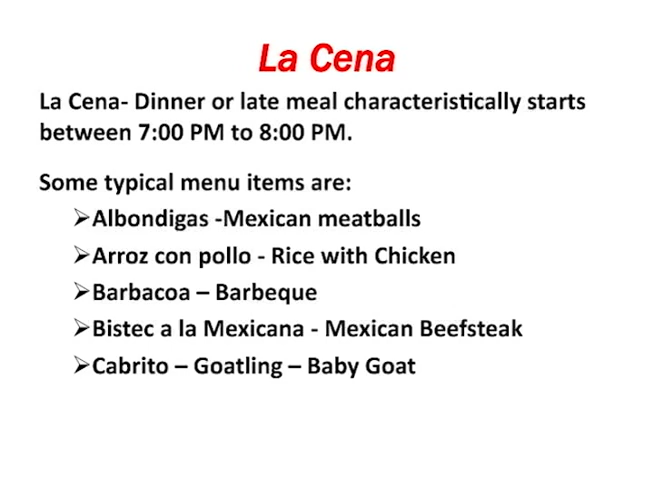 La Cena
La Cena- Dinner or late meal characteristically starts
between 7:00 PM to 8:00 PM.
Some typical menu items are:
➢Albondigas -Mexican meatballs
➢Arroz con pollo - Rice with Chicken
➢Barbacoa – Barbeque
➢Bistec a la Mexicana - Mexican Beefsteak
➢Cabrito – Goatling – Baby Goat